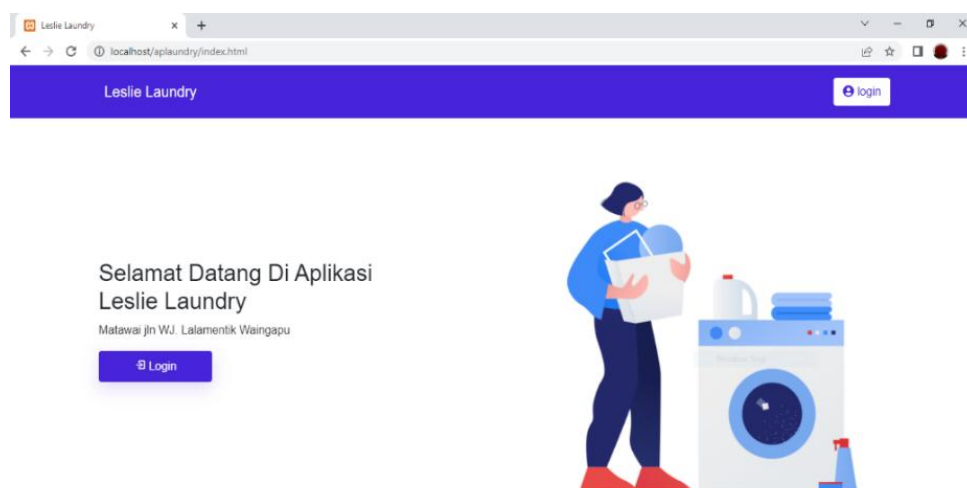 Leslie Laundry
localhost/aplaundry/index.html
Leslie Laundry
login
Selamat Datang Di Aplikasi
Leslie Laundry
Matawai jln WJ. Lalamentik Waingapu
Login